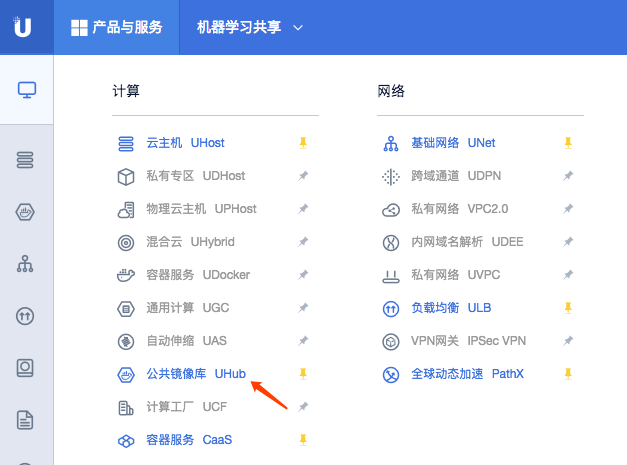 U 产品与服务 机器学习共享
计算
云主机 UHost
私有专区 UDHost
物理云主机 UPHost
混合云 UHybrid
容器服务 UDocker
通用计算 UGC
自动伸缩 UAS
公共镜像库 UHub
计算工厂 UCF
容器服务 CaaS
网络
基础网络 UNet
跨域通道 UDPN
私有网络 VPC2.0
内网域名解析 UDEE
私有网络 UVPC
负载均衡 ULB
VPN网关 IPSec VPN
全球动态加速 PathX